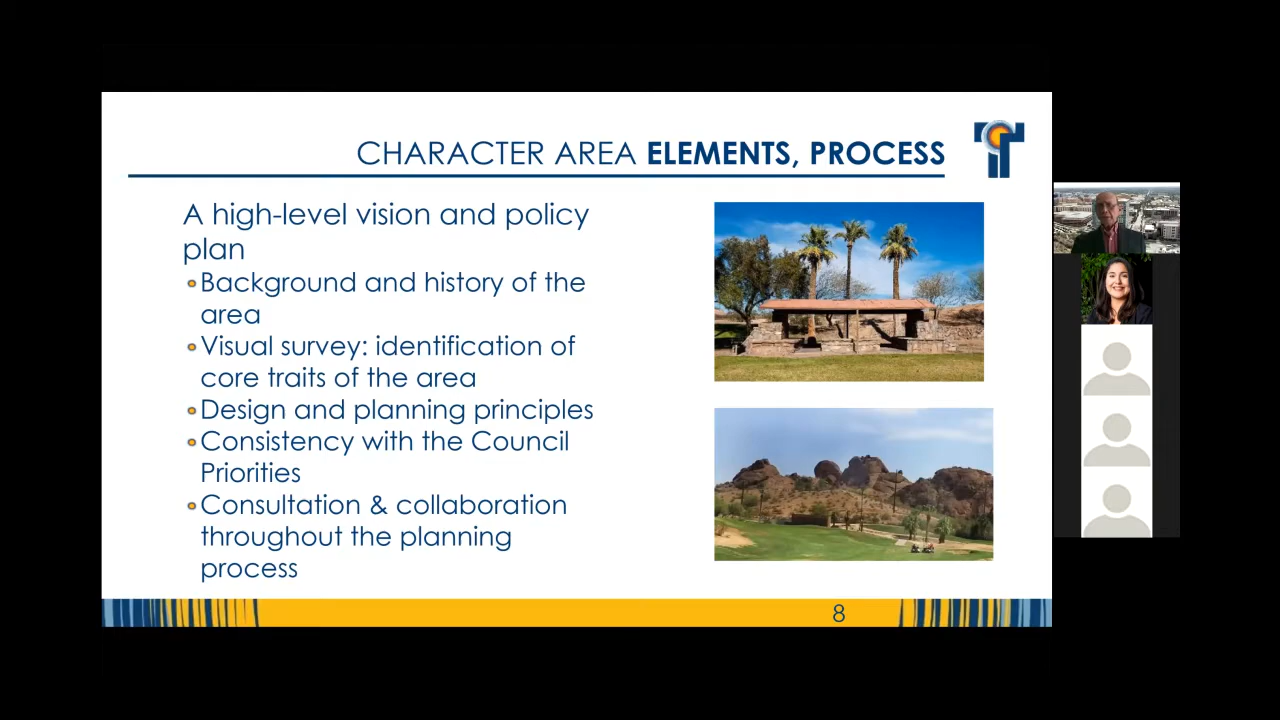 CHARACTER AREA ELEMENTS, PROCESS
A high-level vision and policy
plan
Background and history of the
area
Visual survey: identification of
core traits of the area
Design and planning principles
Consistency with the Council
Priorities
Consultation & collaboration
throughout the planning
process
8